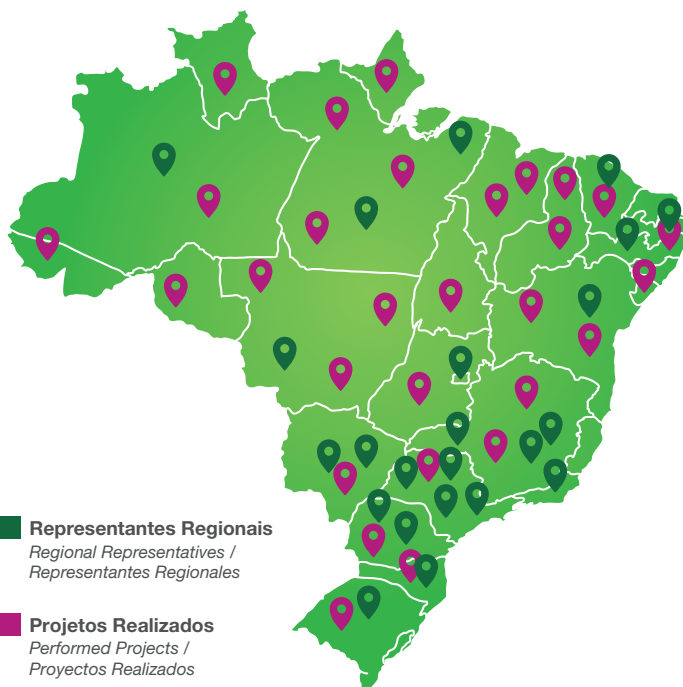 Representantes Regionais
Regional Representatives /
Representantes Regionales
Projetos Realizados
Performed Projects /
Proyectos Realizados